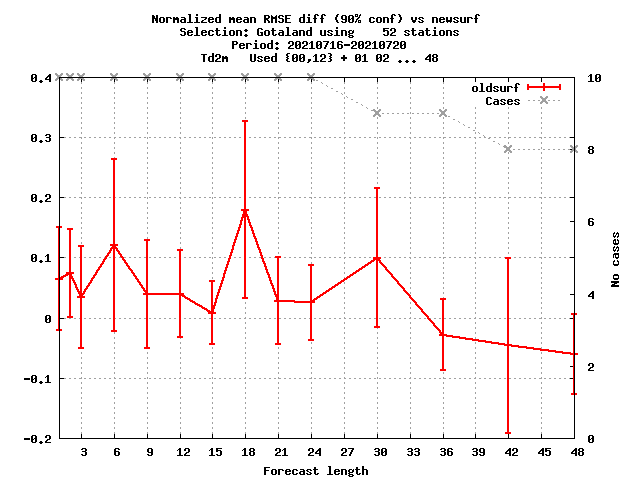 Normalized mean RMSE diff (90% conf) vs newsurf
Selection: Gotaland using 52 stations
Period: 20210716-20210720
Td2m Used {00,12} + 01 02 ... 48
oldsurf
Cases
0.4
0.3
0.2
0.1
0
-0.1
-0.2
10
8
6
4
2
0
No cases
3 6 9 12 15 18 21 24 27 30 33 36 39 42 45 48
Forecast length